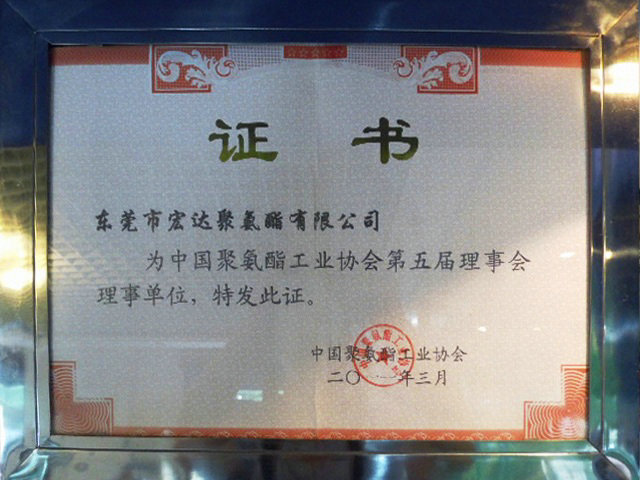 证书
东莞市宏达聚氨酯有限公司
为中国聚氨酯工业协会第五届理事会
理事单位，特发此证。
中国聚氨酯工业协会
二〇 年三月